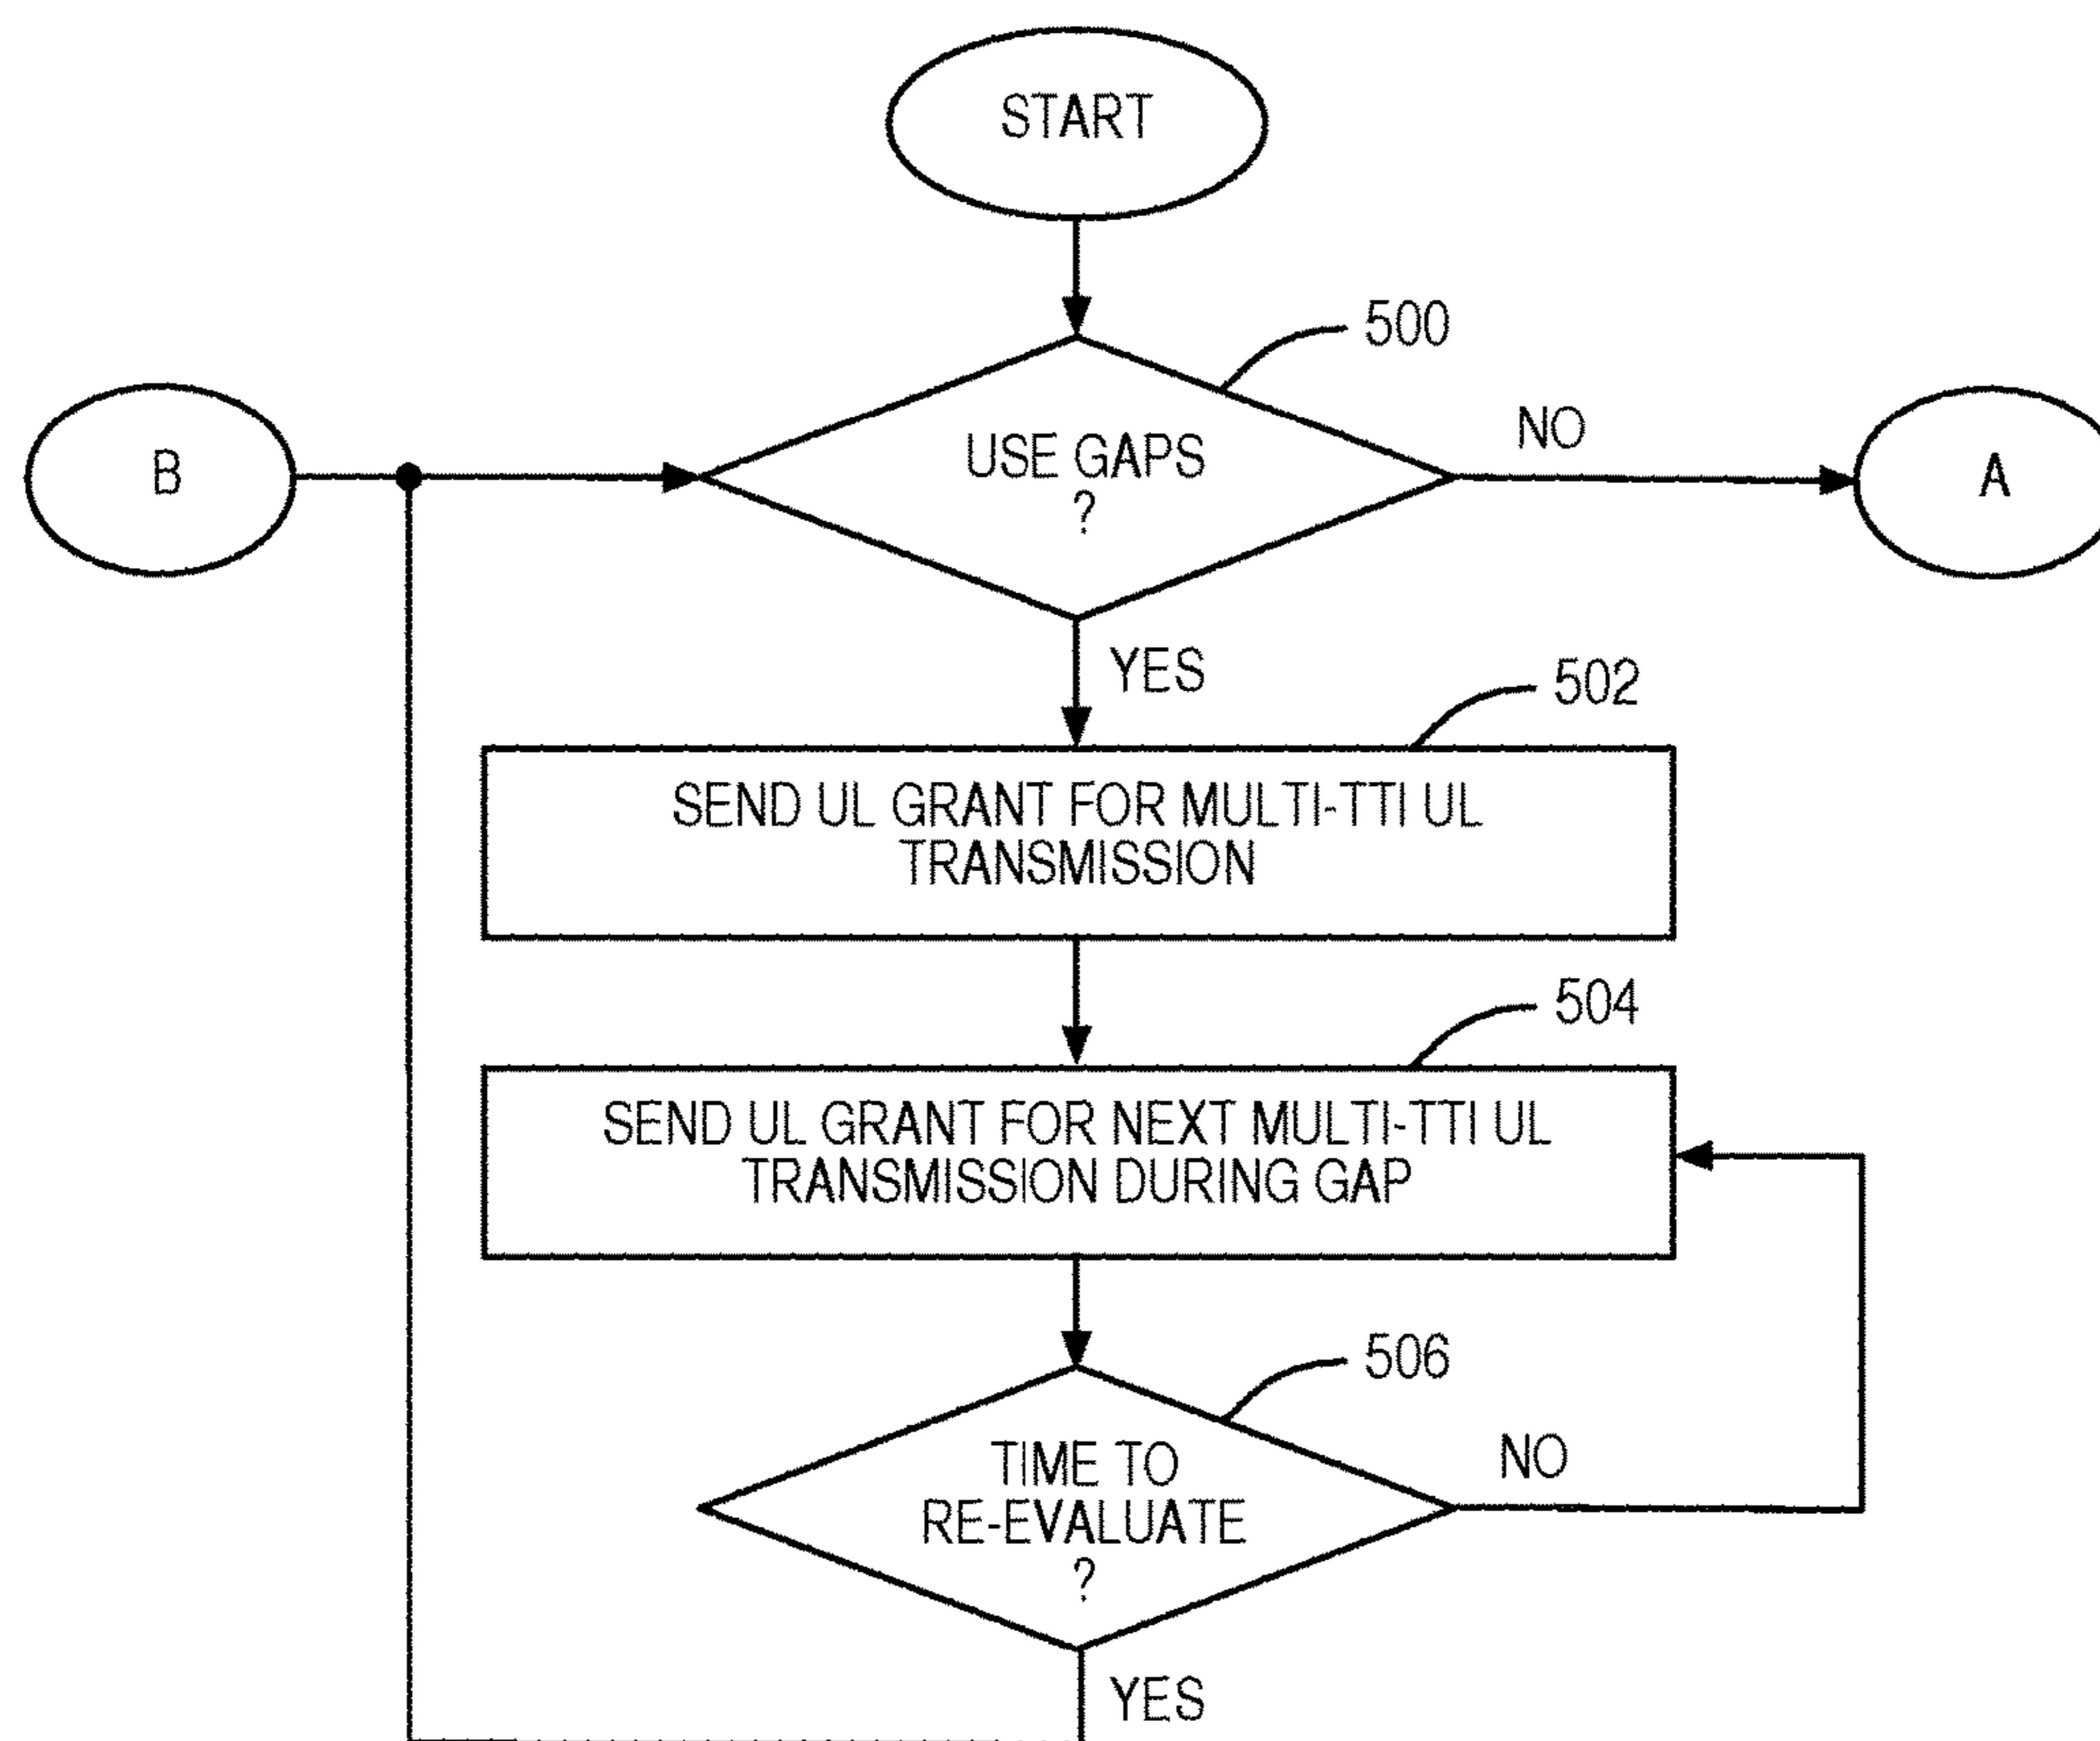 START
500
B
USE GAPS
?
NO
A
YES
502
SEND UL GRANT FOR MULTI-TTI UL
TRANSMISSION
504
SEND UL GRANT FOR NEXT MULTI-TTI UL
TRANSMISSION DURING GAP
506
TIME TO
RE-EVALUATE
?
NO
YES